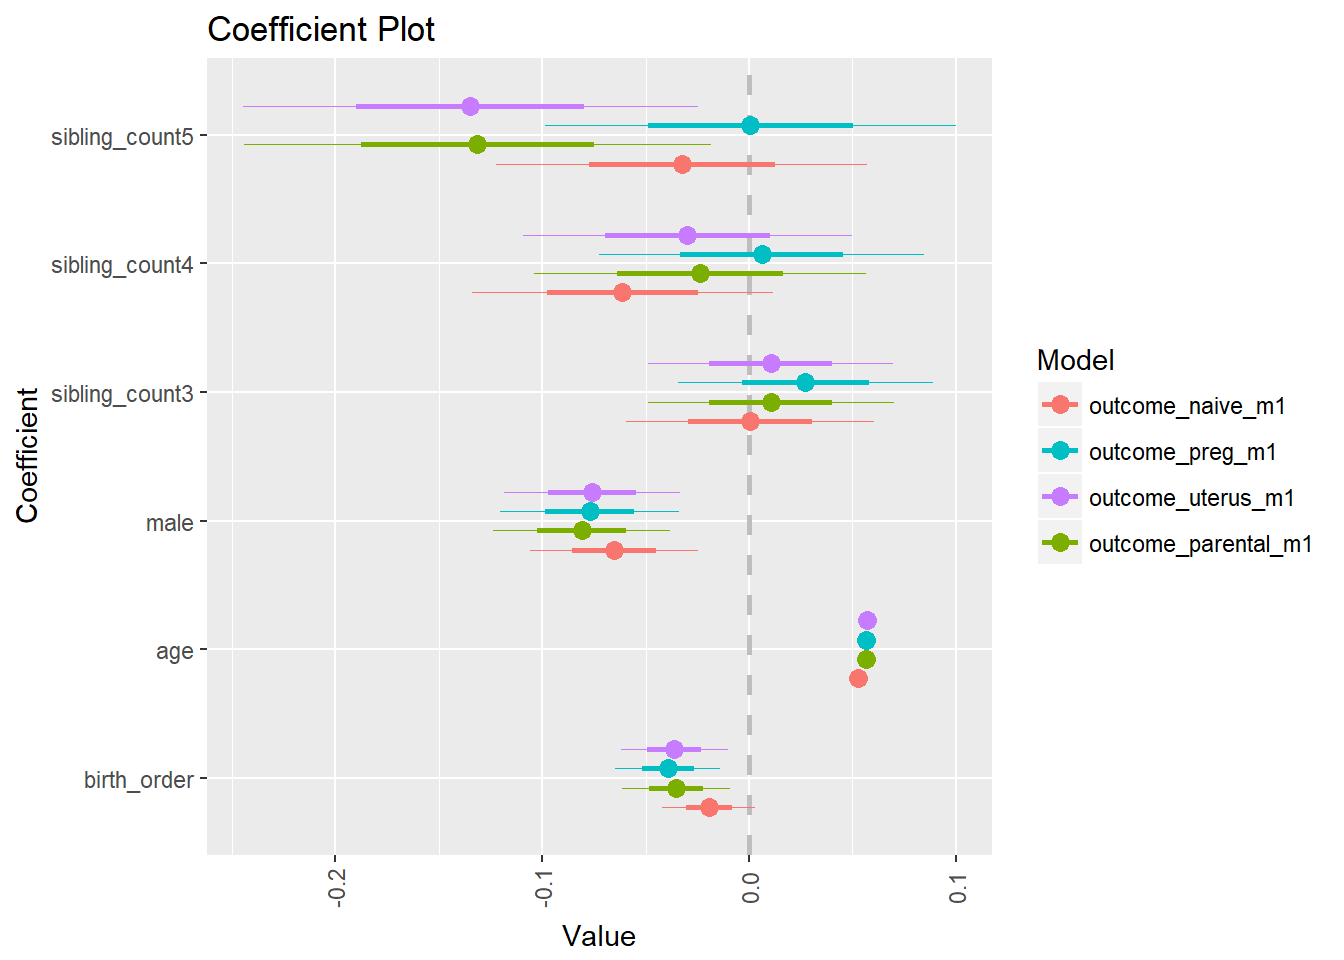 Coefficient Plot
sibling_count5
sibling_count4
sibling_count3
male
age
birth_order
Coefficient
-0.2
-0.1
0.0
0.1
Value
Model
outcome_naive_m1
outcome_preg_m1
outcome_uterus_m1
outcome_parental_m1